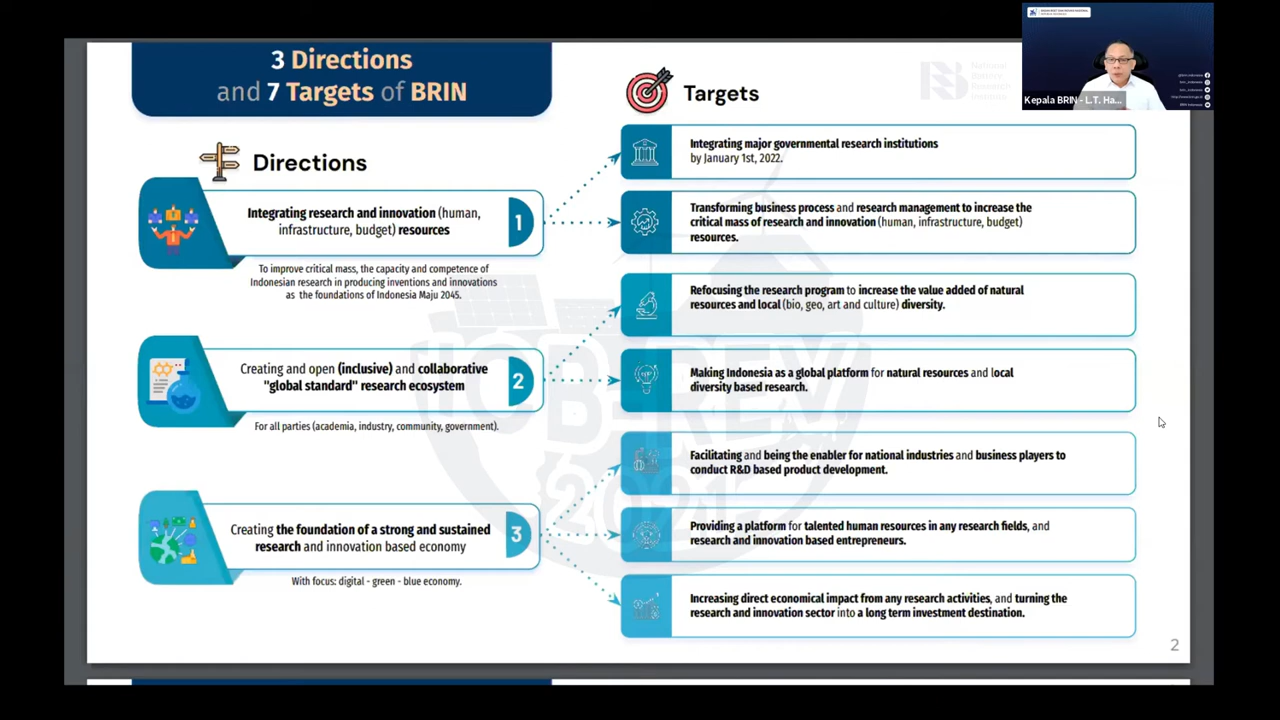 3 Directions
and 7 Targets of BRIN
Directions
1
Integrating research and innovation (human,
infrastructure, budget) resources
To improve critical mass, the capacity and competence of
Indonesian research in producing inventions and innovations
as the foundations of Indonesia Maju 2045.
2
Creating and open (inclusive) and collaborative
"global standard" research ecosystem
For all parties (academia, industry, community, government).
3
Creating the foundation of a strong and sustained
research and innovation based economy
With focus: digital - green - blue economy.
Targets
Integrating major governmental research institutions
by January 1st, 2022.
Transforming business process and research management to increase the
critical mass of research and innovation (human, infrastructure, budget)
resources.
Refocusing the research program to increase the value added of natural
resources and local (bio, geo, art and culture) diversity.
Making Indonesia as a global platform for natural resources and local
diversity based research.
Facilitating and being the enabler for national industries and business players to
conduct R&D based product development.
Providing a platform for talented human resources in any research fields, and
research and innovation based entrepreneurs.
Increasing direct economical impact from any research activities, and turning the
research and innovation sector into a long term investment destination.
2
Kepala BRIN - L.T. Ha...
2021